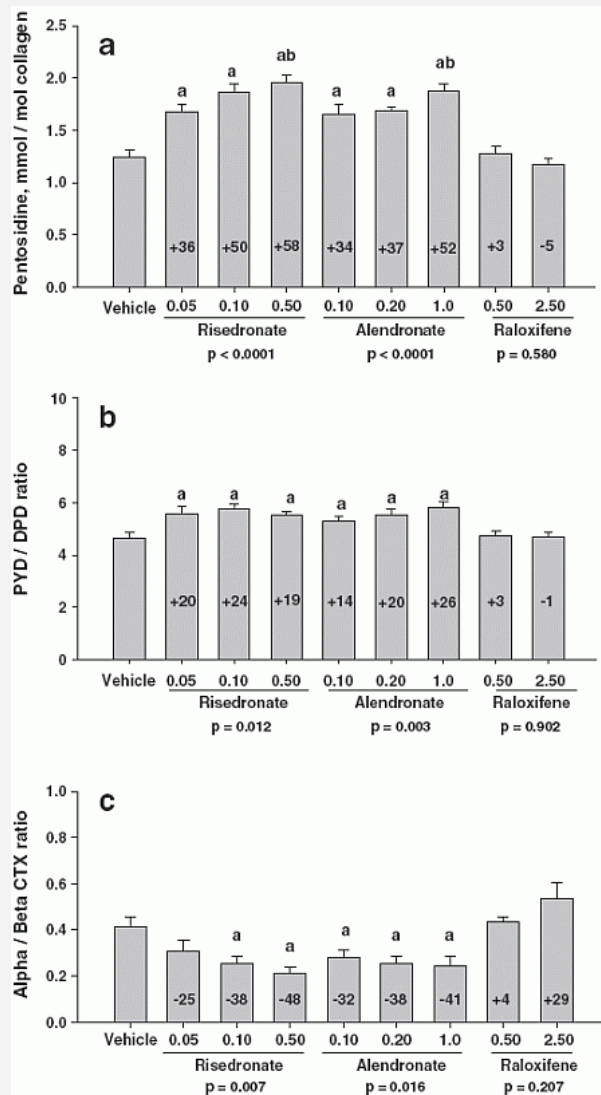 a
Pentosidine, mmol / mol collagen
2.5
2.0
1.5
1.0
0.5
0.0
a a ab a a ab
+36 +50 +58 +34 +37 +52 +3 -5
Vehicle 0.05 0.10 0.50 0.10 0.20 1.0 0.50 2.50
Risedronate Alendronate Raloxifene
p < 0.0001 p < 0.0001 p = 0.580
b
PYD / DPD ratio
10
8
6
4
2
0
a a a a a a
+20 +24 +19 +14 +20 +26 +3 -1
Vehicle 0.05 0.10 0.50 0.10 0.20 1.0 0.50 2.50
Risedronate Alendronate Raloxifene
p = 0.012 p = 0.003 p = 0.902
c
Alpha / Beta CTX ratio
1.0
0.8
0.6
0.4
0.2
0.0
a a a a a
-25 -38 -48 -32 -38 -41 +4 +29
Vehicle 0.05 0.10 0.50 0.10 0.20 1.0 0.50 2.50
Risedronate Alendronate Raloxifene
p = 0.007 p = 0.016 p = 0.207